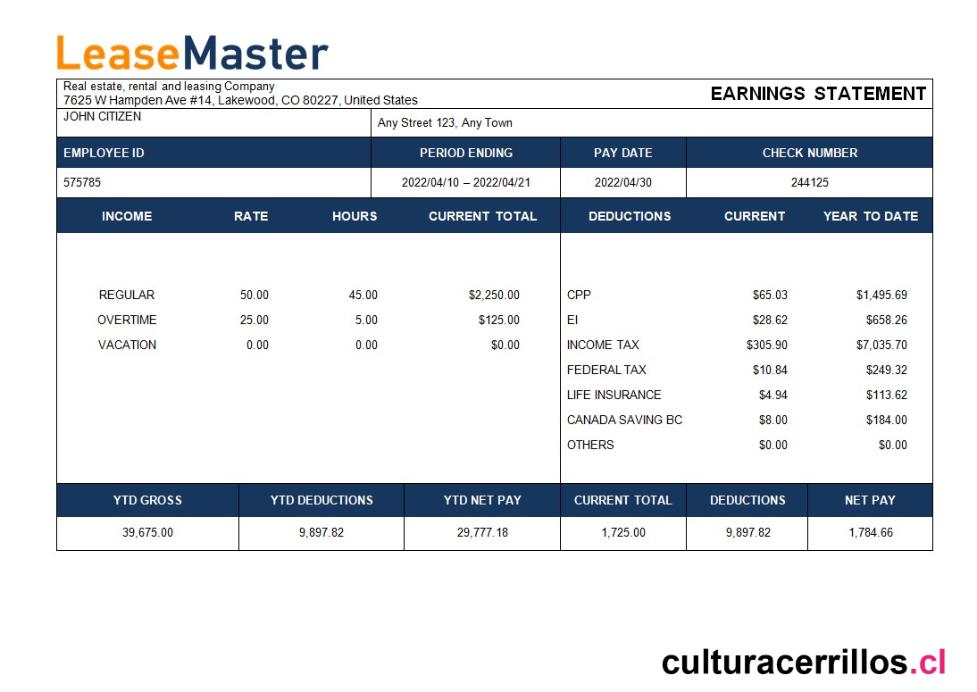 LeaseMaster
Real estate, rental and leasing Company
7625 W Hampden Ave #14, Lakewood, CO 80227, United States
EARNINGS STATEMENT
JOHN CITIZEN
Any Street 123, Any Town
EMPLOYEE ID PERIOD ENDING PAY DATE CHECK NUMBER
575785 2022/04/10 – 2022/04/21 2022/04/30 244125
INCOME RATE HOURS CURRENT TOTAL DEDUCTIONS CURRENT YEAR TO DATE
REGULAR 50.00 45.00 $2,250.00 CPP $65.03 $1,495.69
OVERTIME 25.00 5.00 $125.00 EI $28.62 $658.26
VACATION 0.00 0.00 $0.00 INCOME TAX $305.90 $7,035.70
FEDERAL TAX $10.84 $249.32
LIFE INSURANCE $4.94 $113.62
CANADA SAVING BC $8.00 $184.00
OTHERS $0.00 $0.00
YTD GROSS YTD DEDUCTIONS YTD NET PAY CURRENT TOTAL DEDUCTIONS NET PAY
39,675.00 9,897.82 29,777.18 1,725.00 9,897.82 1,784.66
culturacerrillos.cl